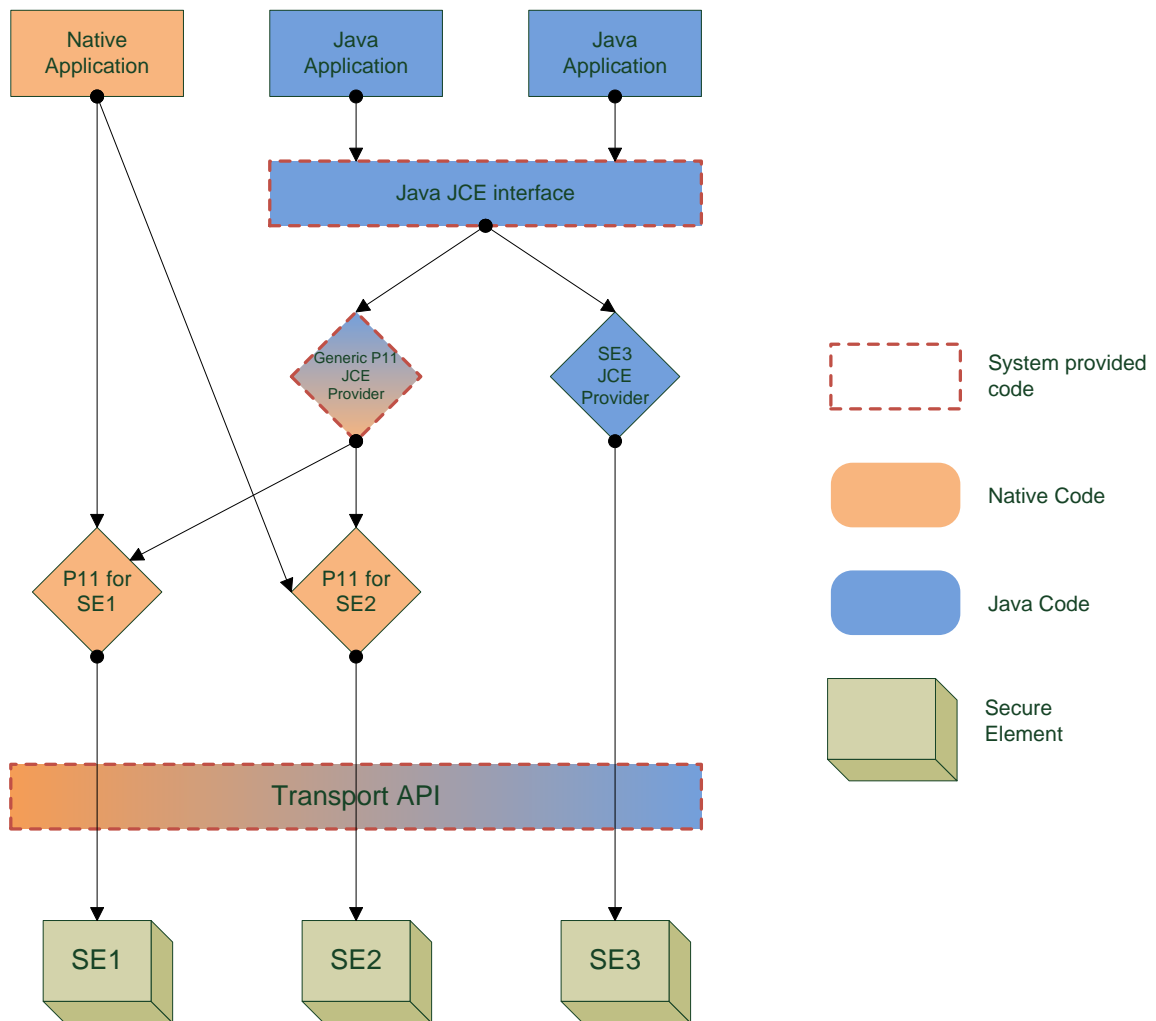 Native
Application
Java
Application
Java
Application
Java JCE interface
Generic P11
JCE
Provider
SE3
JCE
Provider
System provided
code
Native Code
P11 for
SE1
P11 for
SE2
Java Code
Secure
Element
Transport API
SE1
SE2
SE3